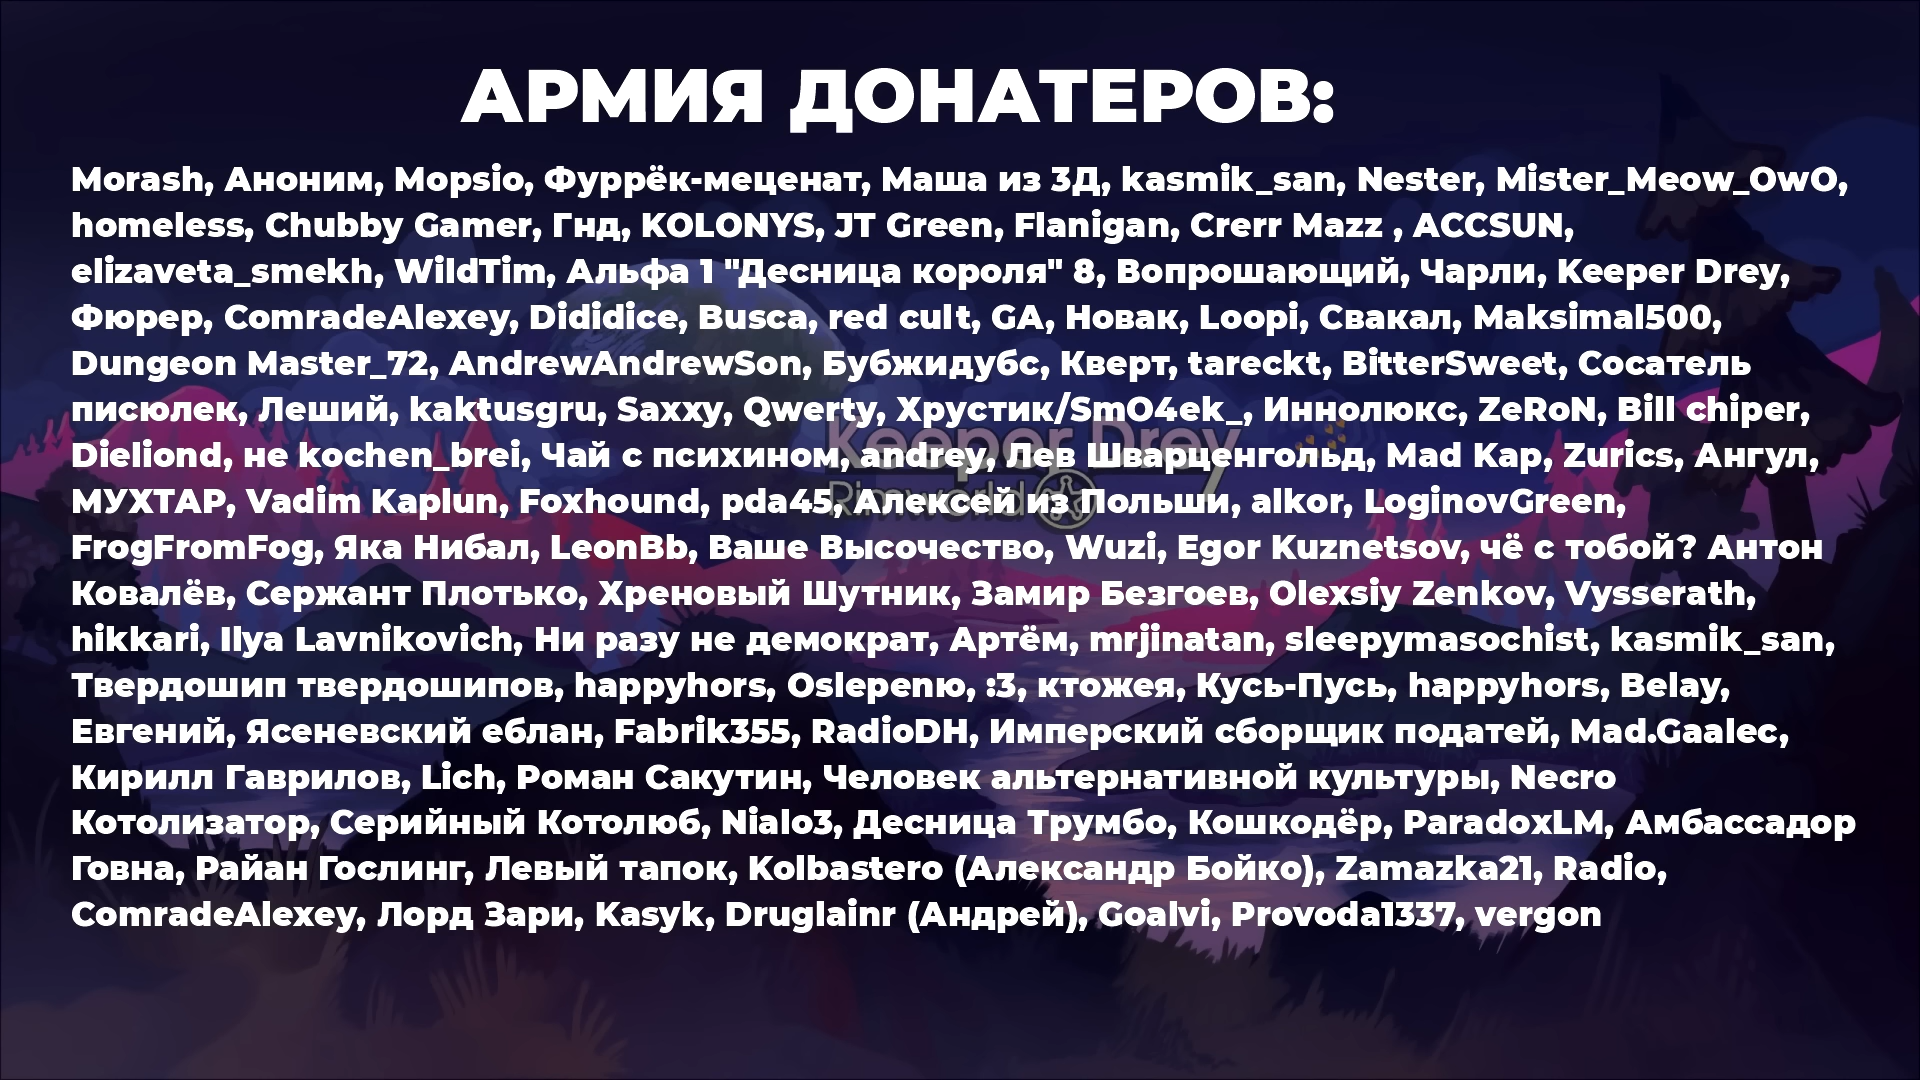 АРМИЯ ДОНАТЕРОВ:
Morash, Аноним, Mopsio, Фуррёк-меценат, Маша из 3Д, kasmik_san, Nester, Mister_Meow_OwO,
homeless, Chubby Gamer, Гнд, KOLONYS, JT Green, Flanigan, Crerr Mazz , ACCSUN,
elizaveta_smekh, WildTim, Альфа 1 "Десница короля" 8, Вопрошающий, Чарли, Keeper Drey,
Фюрер, ComradeAlexey, Dididice, Busca, red cult, GA, Новак, Loopi, Свакал, Maksimal500,
Dungeon Master_72, AndrewAndrewSon, Бубжидубс, Кверт, tareckt, BitterSweet, Сосатель
писюлек, Леший, kaktusgru, Saxxy, Qwerty, Хрустик/SmO4ek_, Иннолюкс, ZeRoN, Bill chiper,
Dieliond, не kochen_brei, Чай с психином, andrey, Лев Шварценгольд, Mad Kap, Zurics, Ангул,
МУХТАР, Vadim Kaplun, Foxhound, pda45, Алексей из Польши, alkor, LoginovGreen,
FrogFromFog, Яка Нибал, LeonBb, Ваше Высочество, Wuzi, Egor Kuznetsov, чё с тобой? Антон
Ковалёв, Сержант Плотько, Хреновый Шутник, Замир Безгоев, Olexsiy Zenkov, Vysserath,
hikkari, Ilya Lavnikovich, Ни разу не демократ, Артём, mrjinatan, sleepymasochist, kasmik_san,
Твердошип твердошипов, happyhors, Oslepenю, :3, ктожея, Кусь-Пусь, happyhors, Belay,
Евгений, Ясеневский еблан, Fabrik355, RadioDH, Имперский сборщик податей, Mad.Gaalec,
Кирилл Гаврилов, Lich, Роман Сакутин, Человек альтернативной культуры, Necro
Котолизатор, Серийный Котолюб, Nialo3, Десница Трумбо, Кошкодёр, ParadoxLM, Амбассадор
Говна, Райан Гослинг, Левый тапок, Kolbastero (Александр Бойко), Zamazka21, Radio,
ComradeAlexey, Лорд Зари, Kasyk, Druglainr (Андрей), Goalvi, Provoda1337, vergon
Keeper Drey
Rimworld